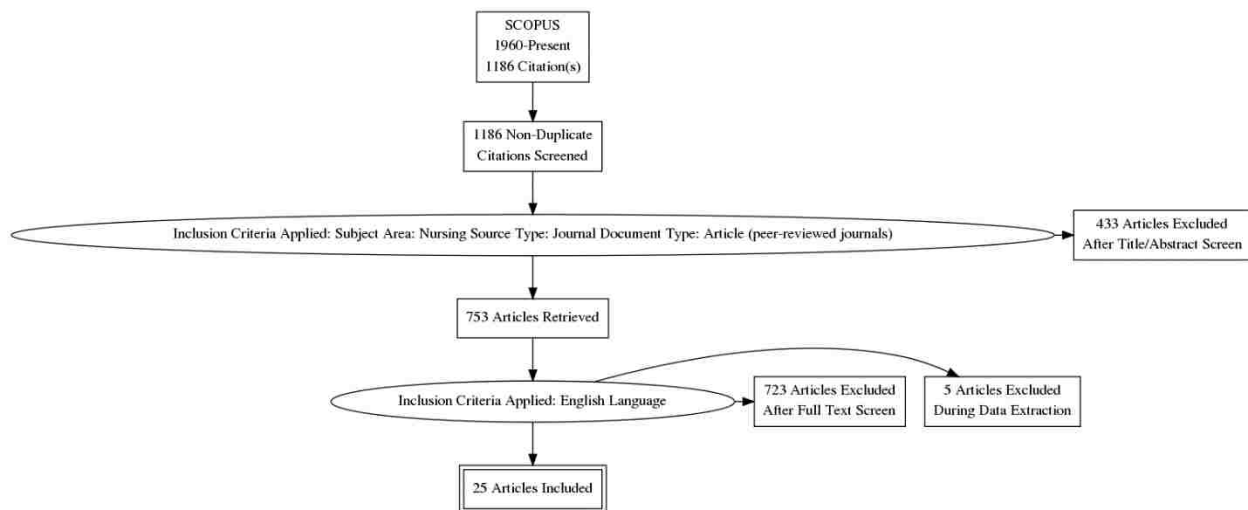 SCOPUS
1960-Present
1186 Citation(s)
1186 Non-Duplicate
Citations Screened
Inclusion Criteria Applied: Subject Area: Nursing Source Type: Journal Document Type: Article (peer-reviewed journals)
433 Articles Excluded
After Title/Abstract Screen
753 Articles Retrieved
Inclusion Criteria Applied: English Language
723 Articles Excluded
After Full Text Screen
5 Articles Excluded
During Data Extraction
25 Articles Included